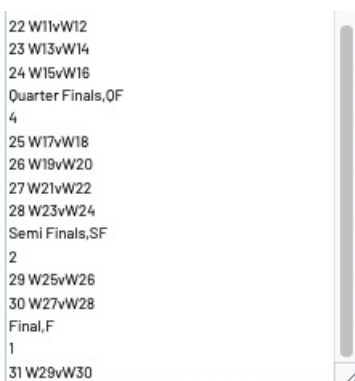 22 W11vW12
23 W13vW14
24 W15vW16
Quarter Finals,QF
4
25 W17vW18
26 W19vW20
27 W21vW22
28 W23vW24
Semi Finals,SF
2
29 W25vW26
30 W27vW28
Final,F
1
31 W29vW30